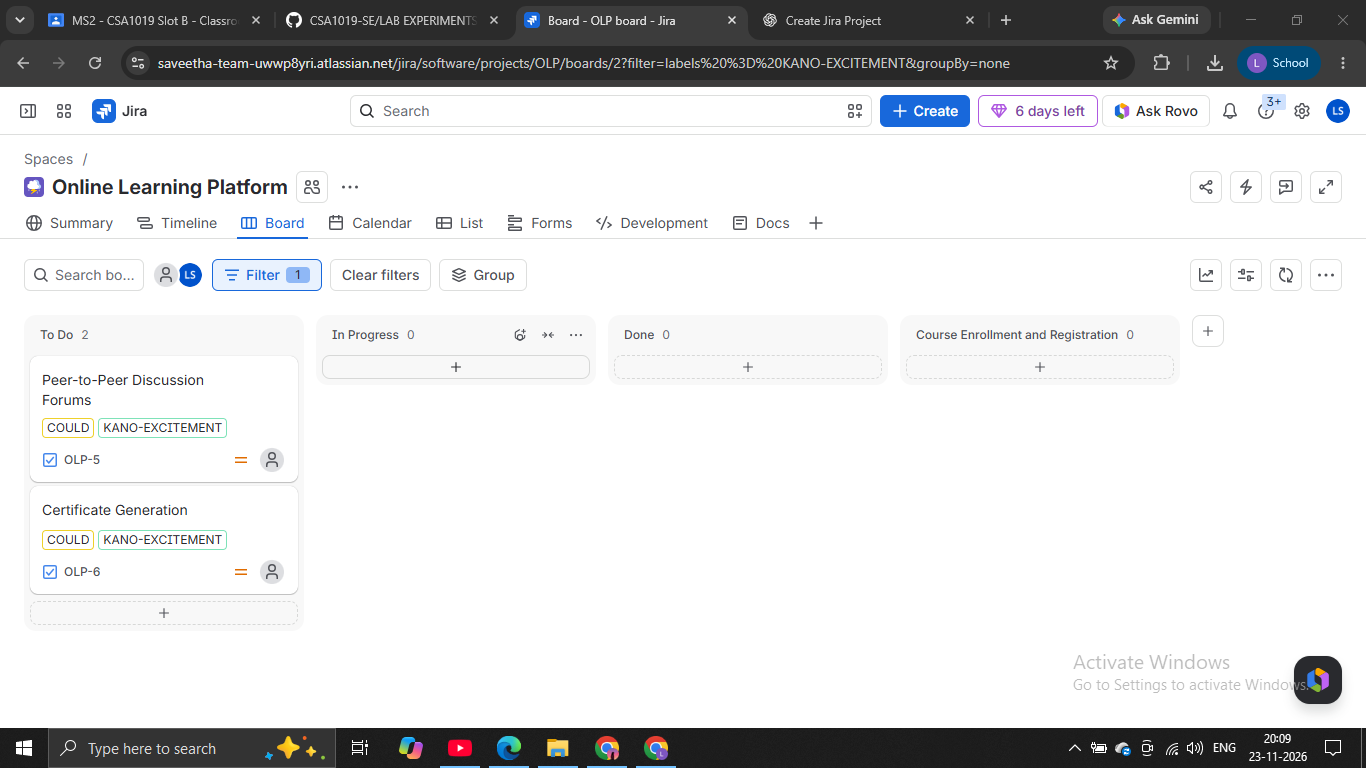 MS2 - CSA1019 Slot B - Classro
CSA1019-SE/LAB EXPERIMENTS
Board - OLP board - Jira
Create Jira Project
Ask Gemini
saveetha-team-uwwp8yri.atlassian.net/jira/software/projects/OLP/boards/2?filter=labels%20%3D%20KANO-EXCITEMENT&groupBy=none
L School
Jira
Search
+ Create
6 days left
Ask Rovo
3+
LS
Spaces /
Online Learning Platform
Summary
Timeline
Board
Calendar
List
Forms
Development
Docs
Search bo...
LS
Filter 1
Clear filters
Group
To Do 2
In Progress 0
Done 0
Course Enrollment and Registration 0
Peer-to-Peer Discussion
Forums
COULD KANO-EXCITEMENT
OLP-5
Certificate Generation
COULD KANO-EXCITEMENT
OLP-6
Activate Windows
Go to Settings to activate Windows.
Type here to search
ENG
20:09
23-11-2026